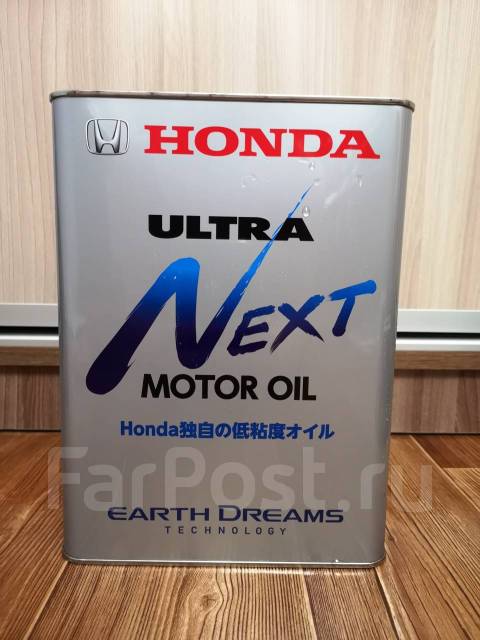 HONDA
ULTRA
NEXT
MOTOR OIL
Honda独自の低粘度オイル
FarPost.ru
EARTH DREAMS
TECHNOLOGY